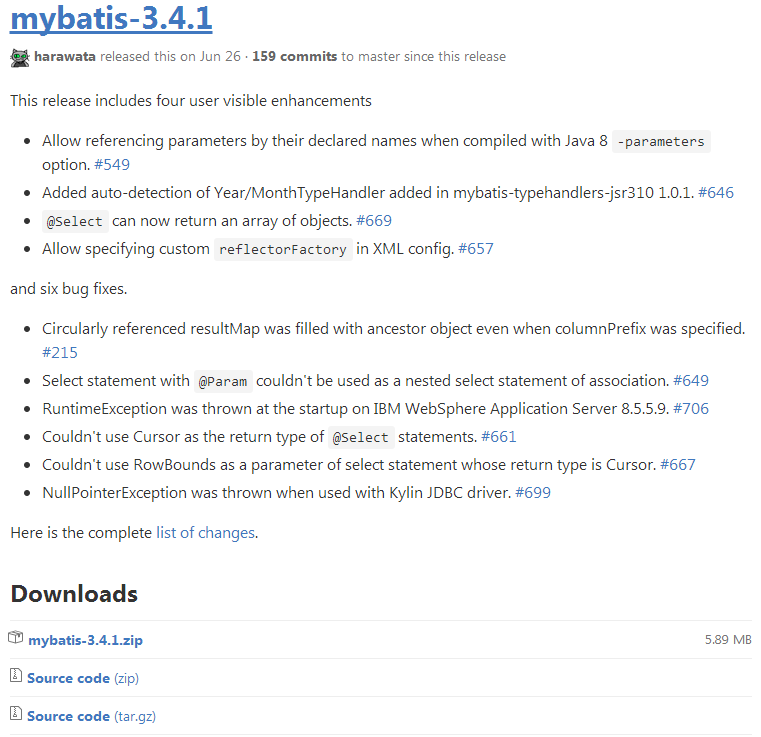 mybatis-3.4.1
harawata released this on Jun 26 · 159 commits to master since this release
This release includes four user visible enhancements
• Allow referencing parameters by their declared names when compiled with Java 8 -parameters
option. #549
• Added auto-detection of Year/MonthTypeHandler added in mybatis-typehandlers-jsr310 1.0.1. #646
• @Select can now return an array of objects. #669
• Allow specifying custom reflectorFactory in XML config. #657
and six bug fixes.
• Circularly referenced resultMap was filled with ancestor object even when columnPrefix was specified.
#215
• Select statement with @Param couldn't be used as a nested select statement of association. #649
• RuntimeException was thrown at the startup on IBM WebSphere Application Server 8.5.5.9. #706
• Couldn't use Cursor as the return type of @Select statements. #661
• Couldn't use RowBounds as a parameter of select statement whose return type is Cursor. #667
• NullPointerException was thrown when used with Kylin JDBC driver. #699
Here is the complete list of changes.
Downloads
mybatis-3.4.1.zip 5.89 MB
Source code (zip)
Source code (tar.gz)